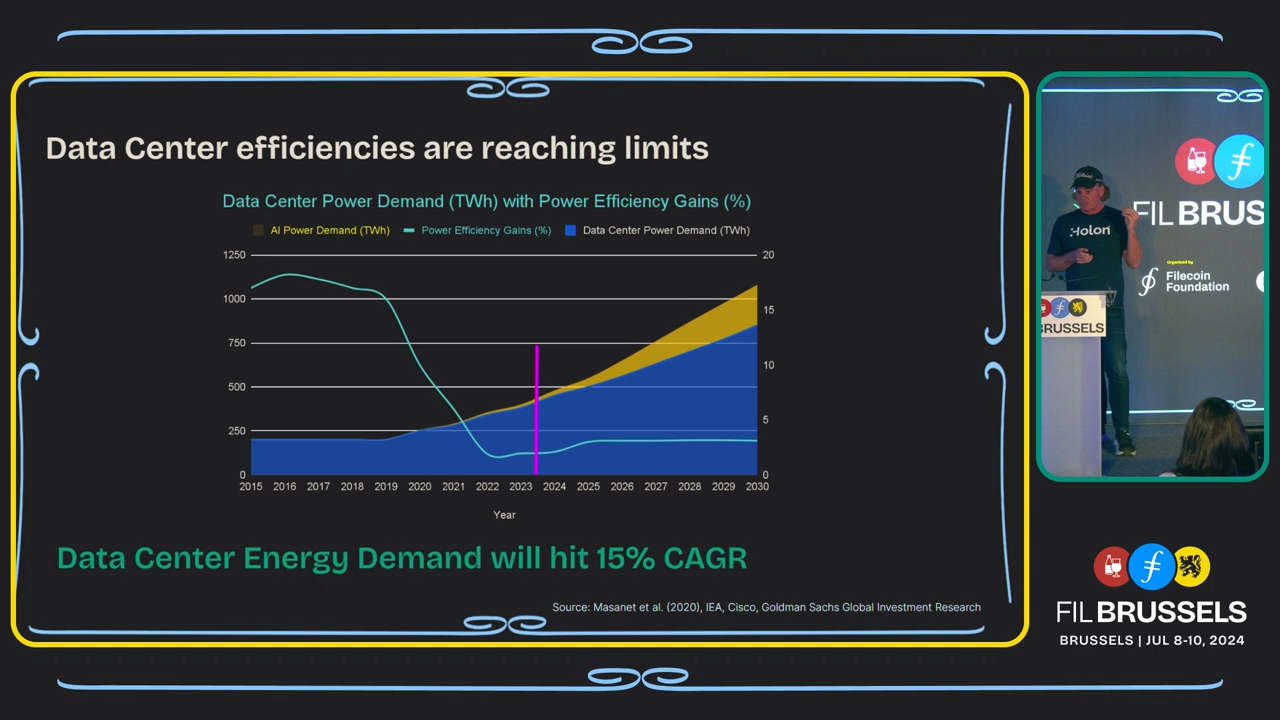 Data Center efficiencies are reaching limits
Data Center Power Demand (TWh) with Power Efficiency Gains (%)
AI Power Demand (TWh) Power Efficiency Gains (%) Data Center Power Demand (TWh)
1250 20
1000 15
750
10
500
5
250
0 0
2015 2016 2017 2018 2019 2020 2021 2022 2023 2024 2025 2026 2027 2028 2029 2030
Year
Data Center Energy Demand will hit 15% CAGR
Source: Masanet et al. (2020), IEA, Cisco, Goldman Sachs Global Investment Research
FIL BRUS
Holon
Organized by
Filecoin
Foundation
BRUSSELS
FIL BRUSSELS
BRUSSELS | JUL 8-10, 2024